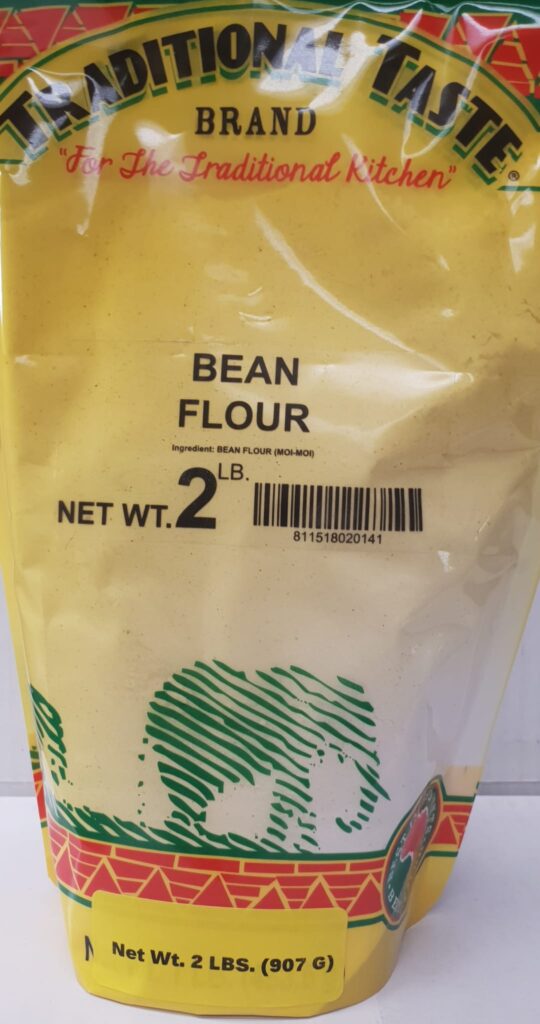 TRADITIONAL TASTE®
BRAND
"For The Traditional Kitchen"
BEAN
FLOUR
Ingredient: BEAN FLOUR (MOI-MOI)
NET WT. 2 LB.
811518020141
Net Wt. 2 LBS. (907 G)